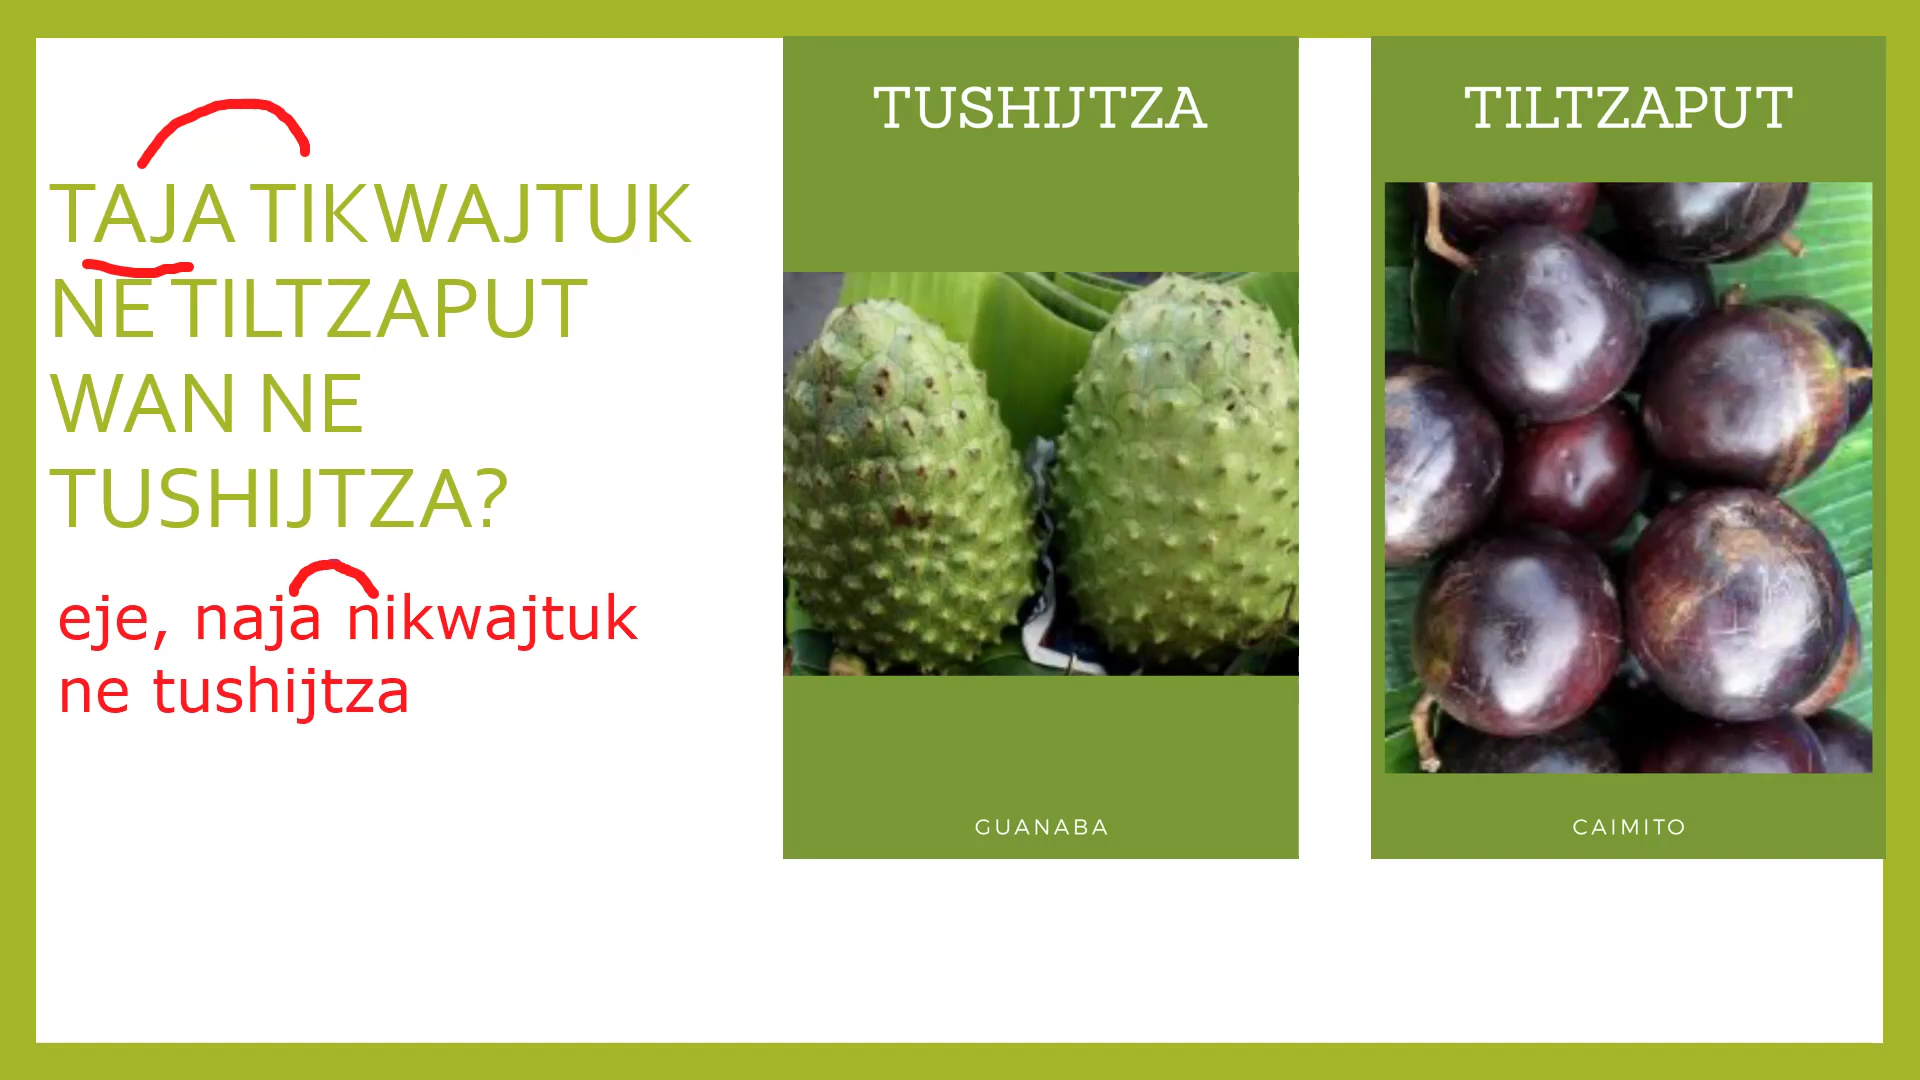 TAJA TIKWAJTUK
NE TILTZAPUT
WAN NE
TUSHIJTZA?
eje, naja nikwajtuk
ne tushijtza
TUSHIJTZA
GUANABA
TILTZAPUT
CAIMITO